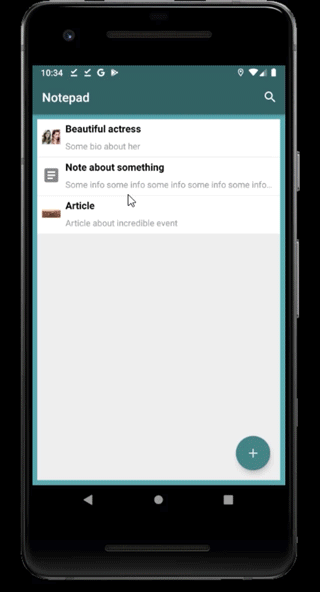 10:34
Notepad
Beautiful actress
Some bio about her
Note about something
Some info some info some info some info some info...
Article
Article about incredible event